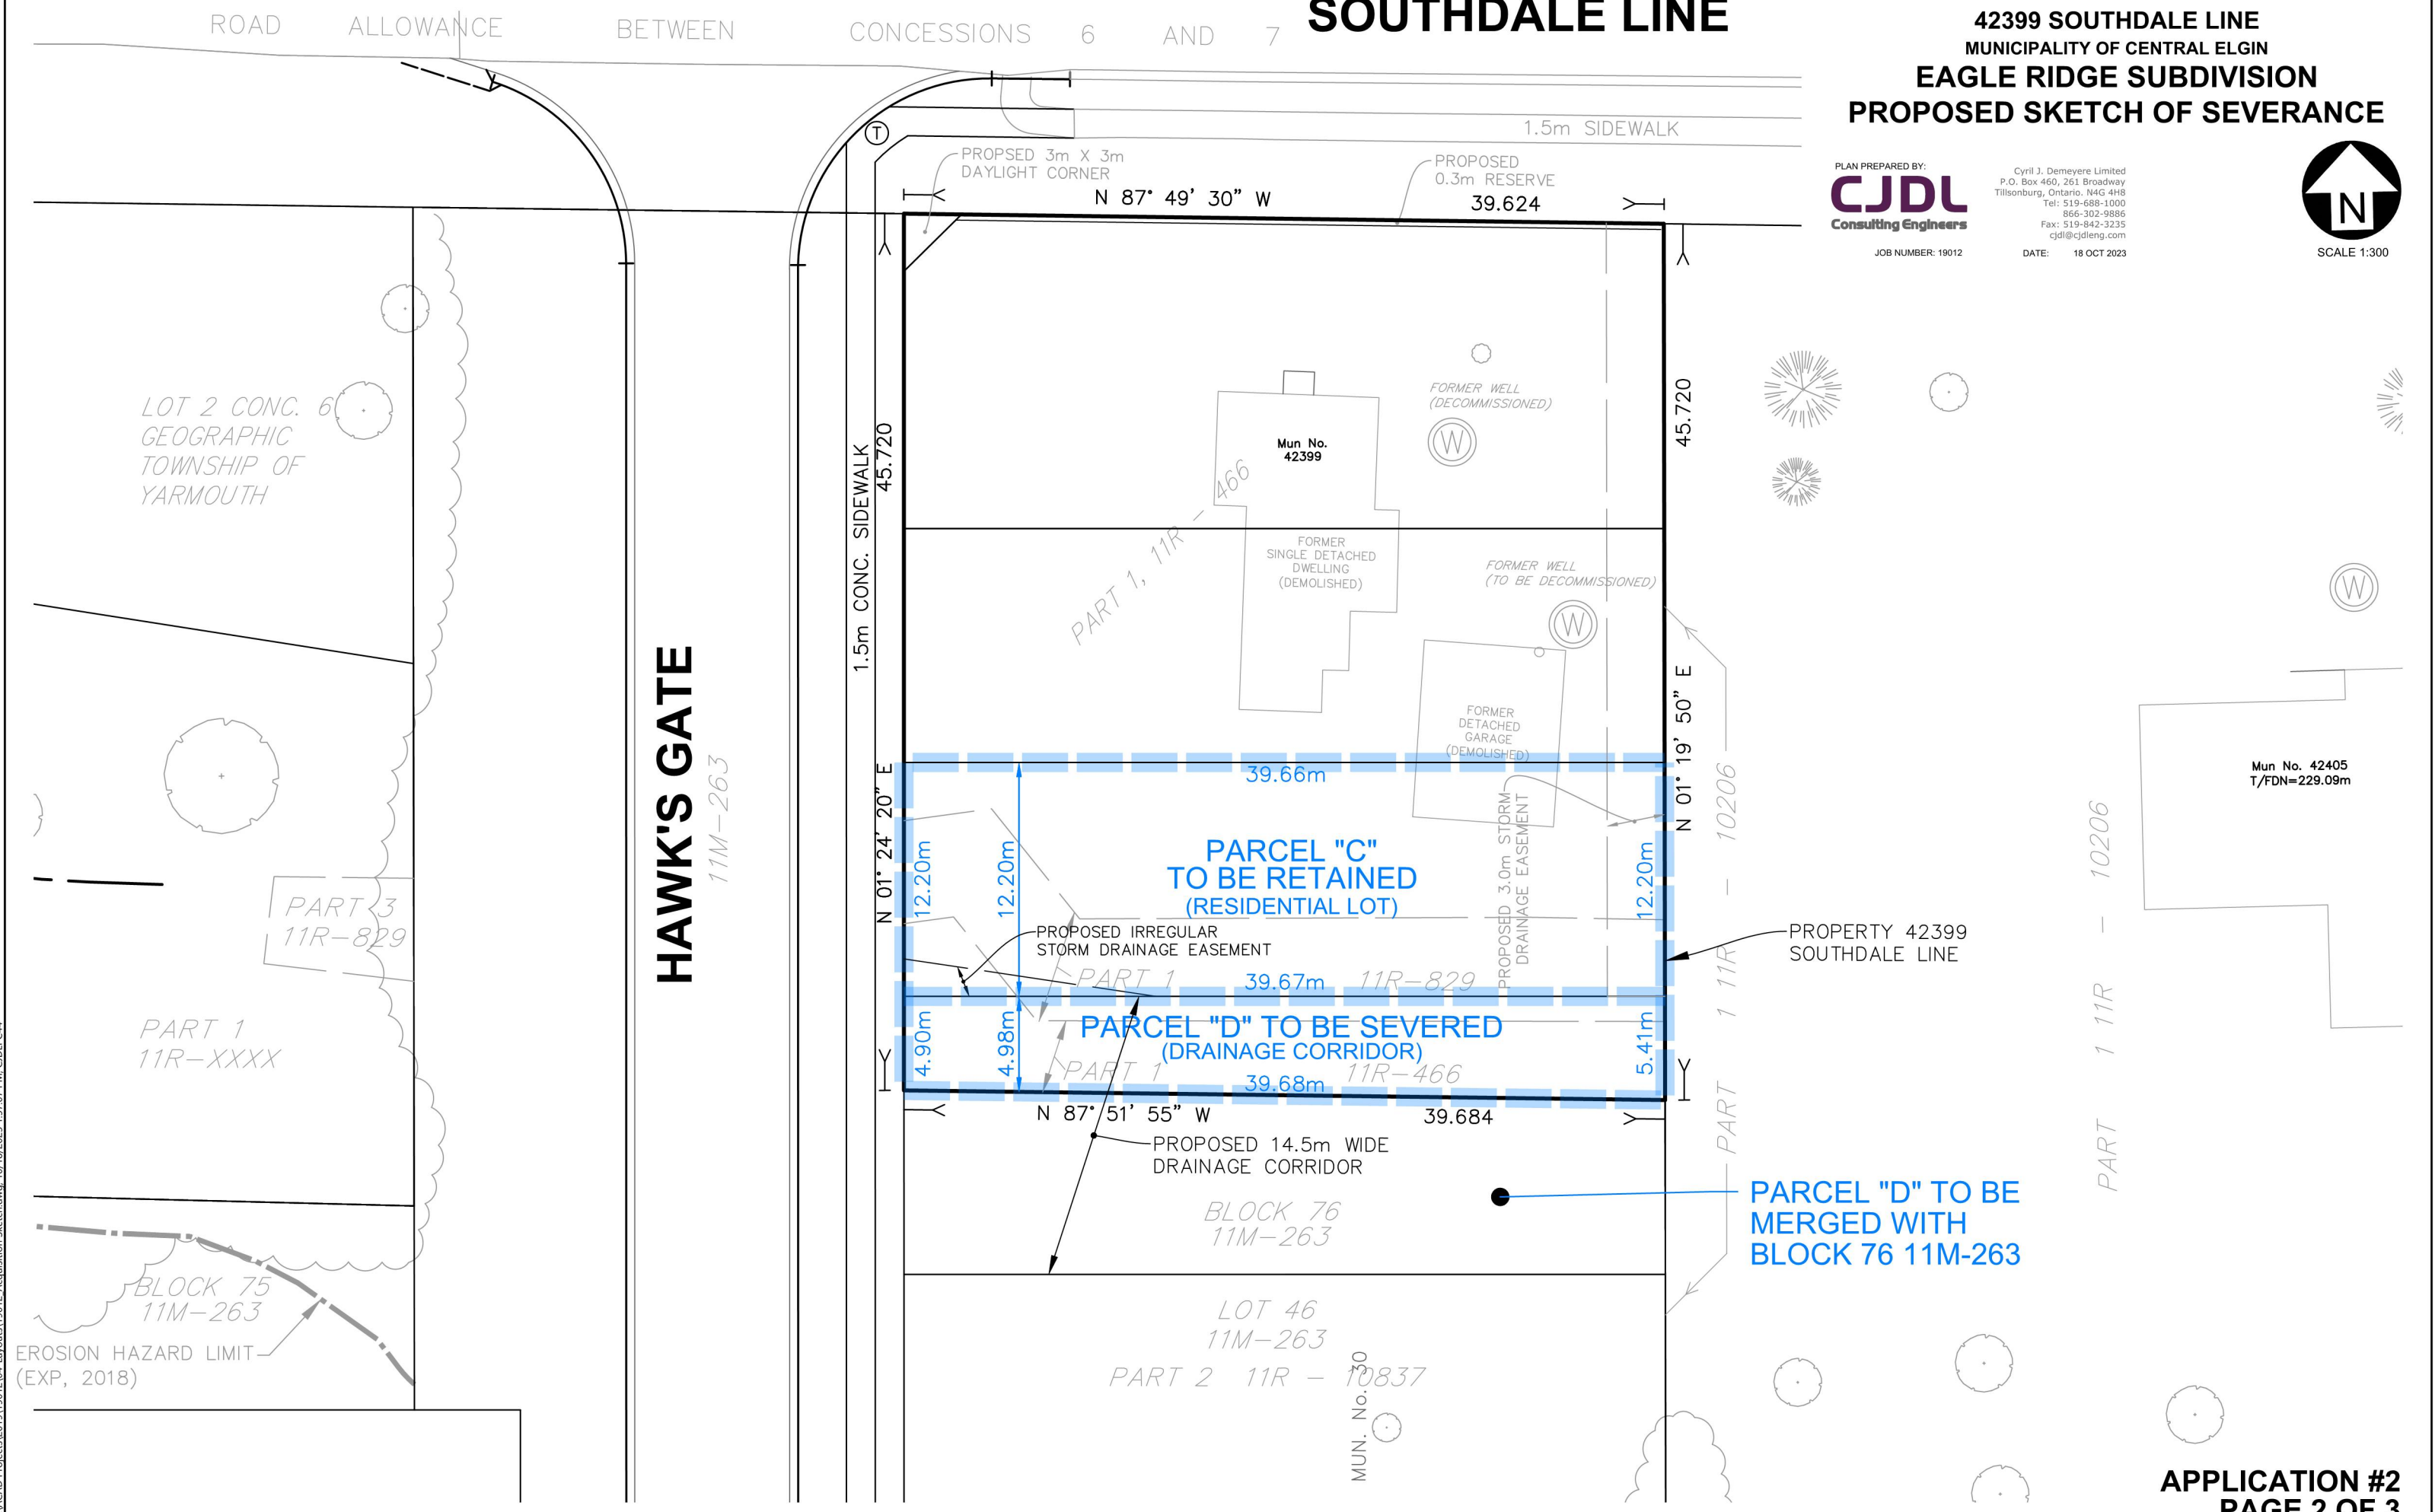 ROAD ALLOWANCE BETWEEN CONCESSIONS 6 AND 7
SOUTHDALE LINE
42399 SOUTHDALE LINE
MUNICIPALITY OF CENTRAL ELGIN
EAGLE RIDGE SUBDIVISION
PROPOSED SKETCH OF SEVERANCE
PLAN PREPARED BY:
CJDL
Consulting Engineers
Cyril J. Demeyere Limited
P.O. Box 460, 261 Broadway
Tillsonburg, Ontario. N4G 4H8
Tel: 519-688-1000
866-302-9886
Fax: 519-842-3235
cjdl@cjdleng.com
JOB NUMBER: 19012
DATE: 18 OCT 2023
N
SCALE 1:300
1.5m SIDEWALK
T
PROPSED 3m X 3m
DAYLIGHT CORNER
PROPOSED
0.3m RESERVE
N 87° 49' 30" W
39.624
LOT 2 CONC. 6
GEOGRAPHIC
TOWNSHIP OF
YARMOUTH
HAWK'S GATE
11M-263
1.5m CONC. SIDEWALK
45.720
N 01° 24' 20" E
Mun No.
42399
FORMER WELL
(DECOMMISSIONED)
W
PART 1, 11R - 466
FORMER
SINGLE DETACHED
DWELLING
(DEMOLISHED)
FORMER WELL
(TO BE DECOMMISSIONED)
W
FORMER
DETACHED
GARAGE
(DEMOLISHED)
45.720
N 01° 19' 50" E
W
Mun No. 42405
T/FDN=229.09m
39.66m
12.20m
12.20m
12.20m
PARCEL "C"
TO BE RETAINED
(RESIDENTIAL LOT)
PROPOSED 3.0m STORM
DRAINAGE EASEMENT
PROPOSED IRREGULAR
STORM DRAINAGE EASEMENT
PART 1 11R-829
39.67m
PROPERTY 42399
SOUTHDALE LINE
PART 1 11R - 10206
PART 1 11R - 10206
PART 3
11R-829
PART 1
11R-XXXX
4.90m
4.98m
5.41m
PARCEL "D" TO BE SEVERED
(DRAINAGE CORRIDOR)
PART 1 11R-466
39.68m
N 87° 51' 55" W
39.684
PROPOSED 14.5m WIDE
DRAINAGE CORRIDOR
BLOCK 76
11M-263
PARCEL "D" TO BE
MERGED WITH
BLOCK 76 11M-263
BLOCK 75
11M-263
EROSION HAZARD LIMIT
(EXP, 2018)
LOT 46
11M-263
PART 2 11R - 10837
MUN. No. 30
APPLICATION #2
PAGE 2 OF 3